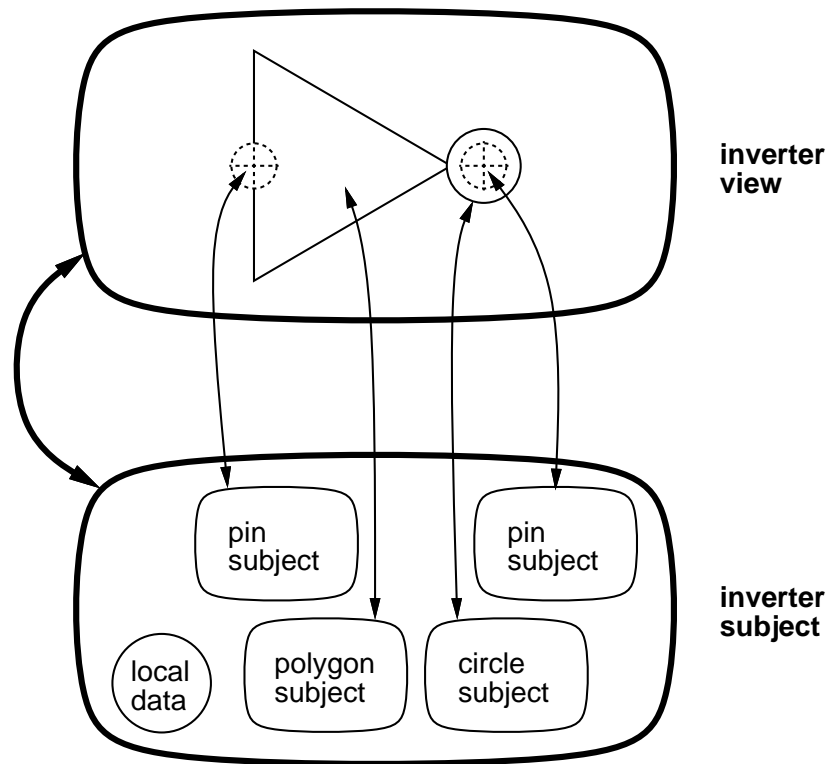 inverter
view
pin
subject
pin
subject
inverter
subject
local
data
polygon
subject
circle
subject